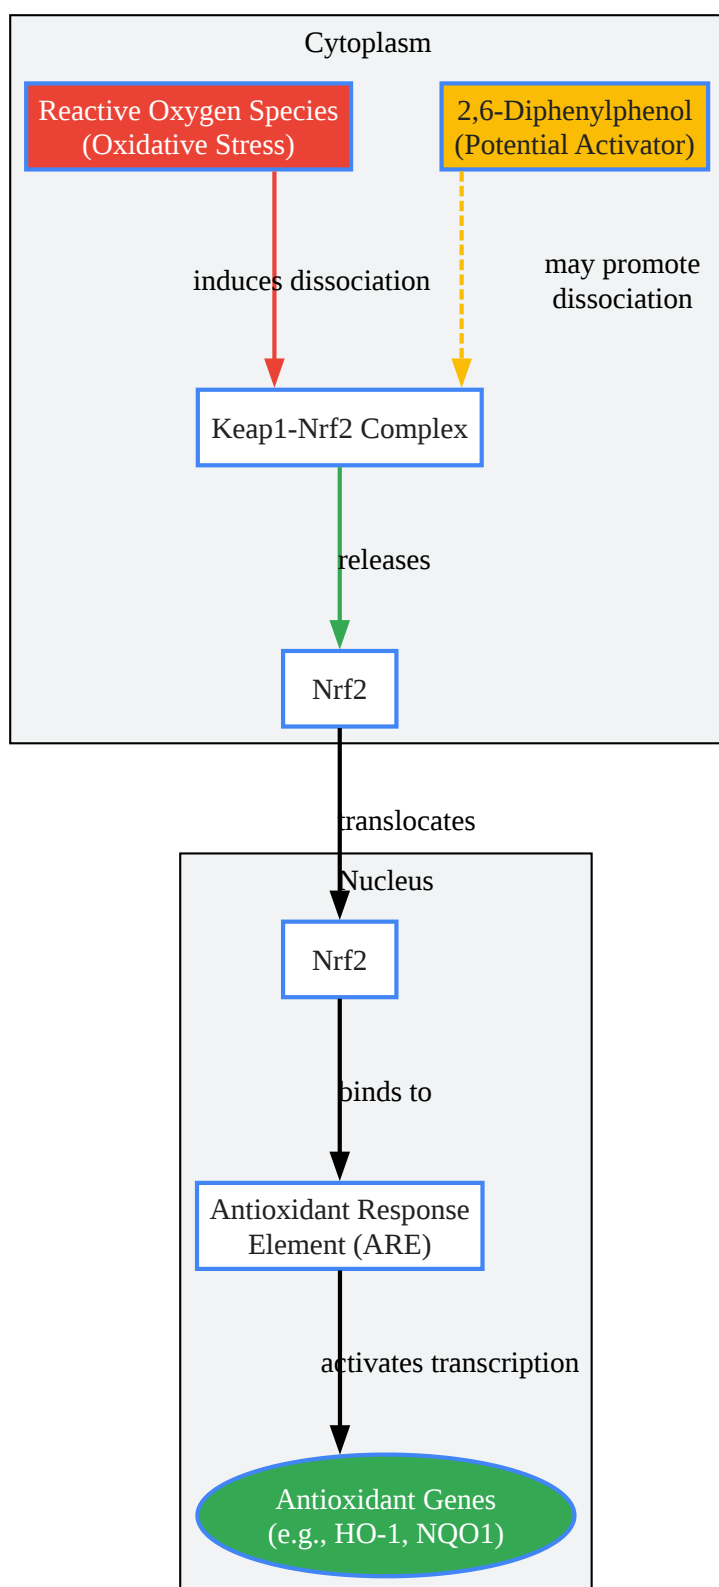 Cytoplasm
Reactive Oxygen Species
(Oxidative Stress)
2,6-Diphenylphenol
(Potential Activator)
induces dissociation
may promote
dissociation
Keap1-Nrf2 Complex
releases
Nrf2
translocates
Nucleus
Nrf2
binds to
Antioxidant Response
Element (ARE)
activates transcription
Antioxidant Genes
(e.g., HO-1, NQO1)